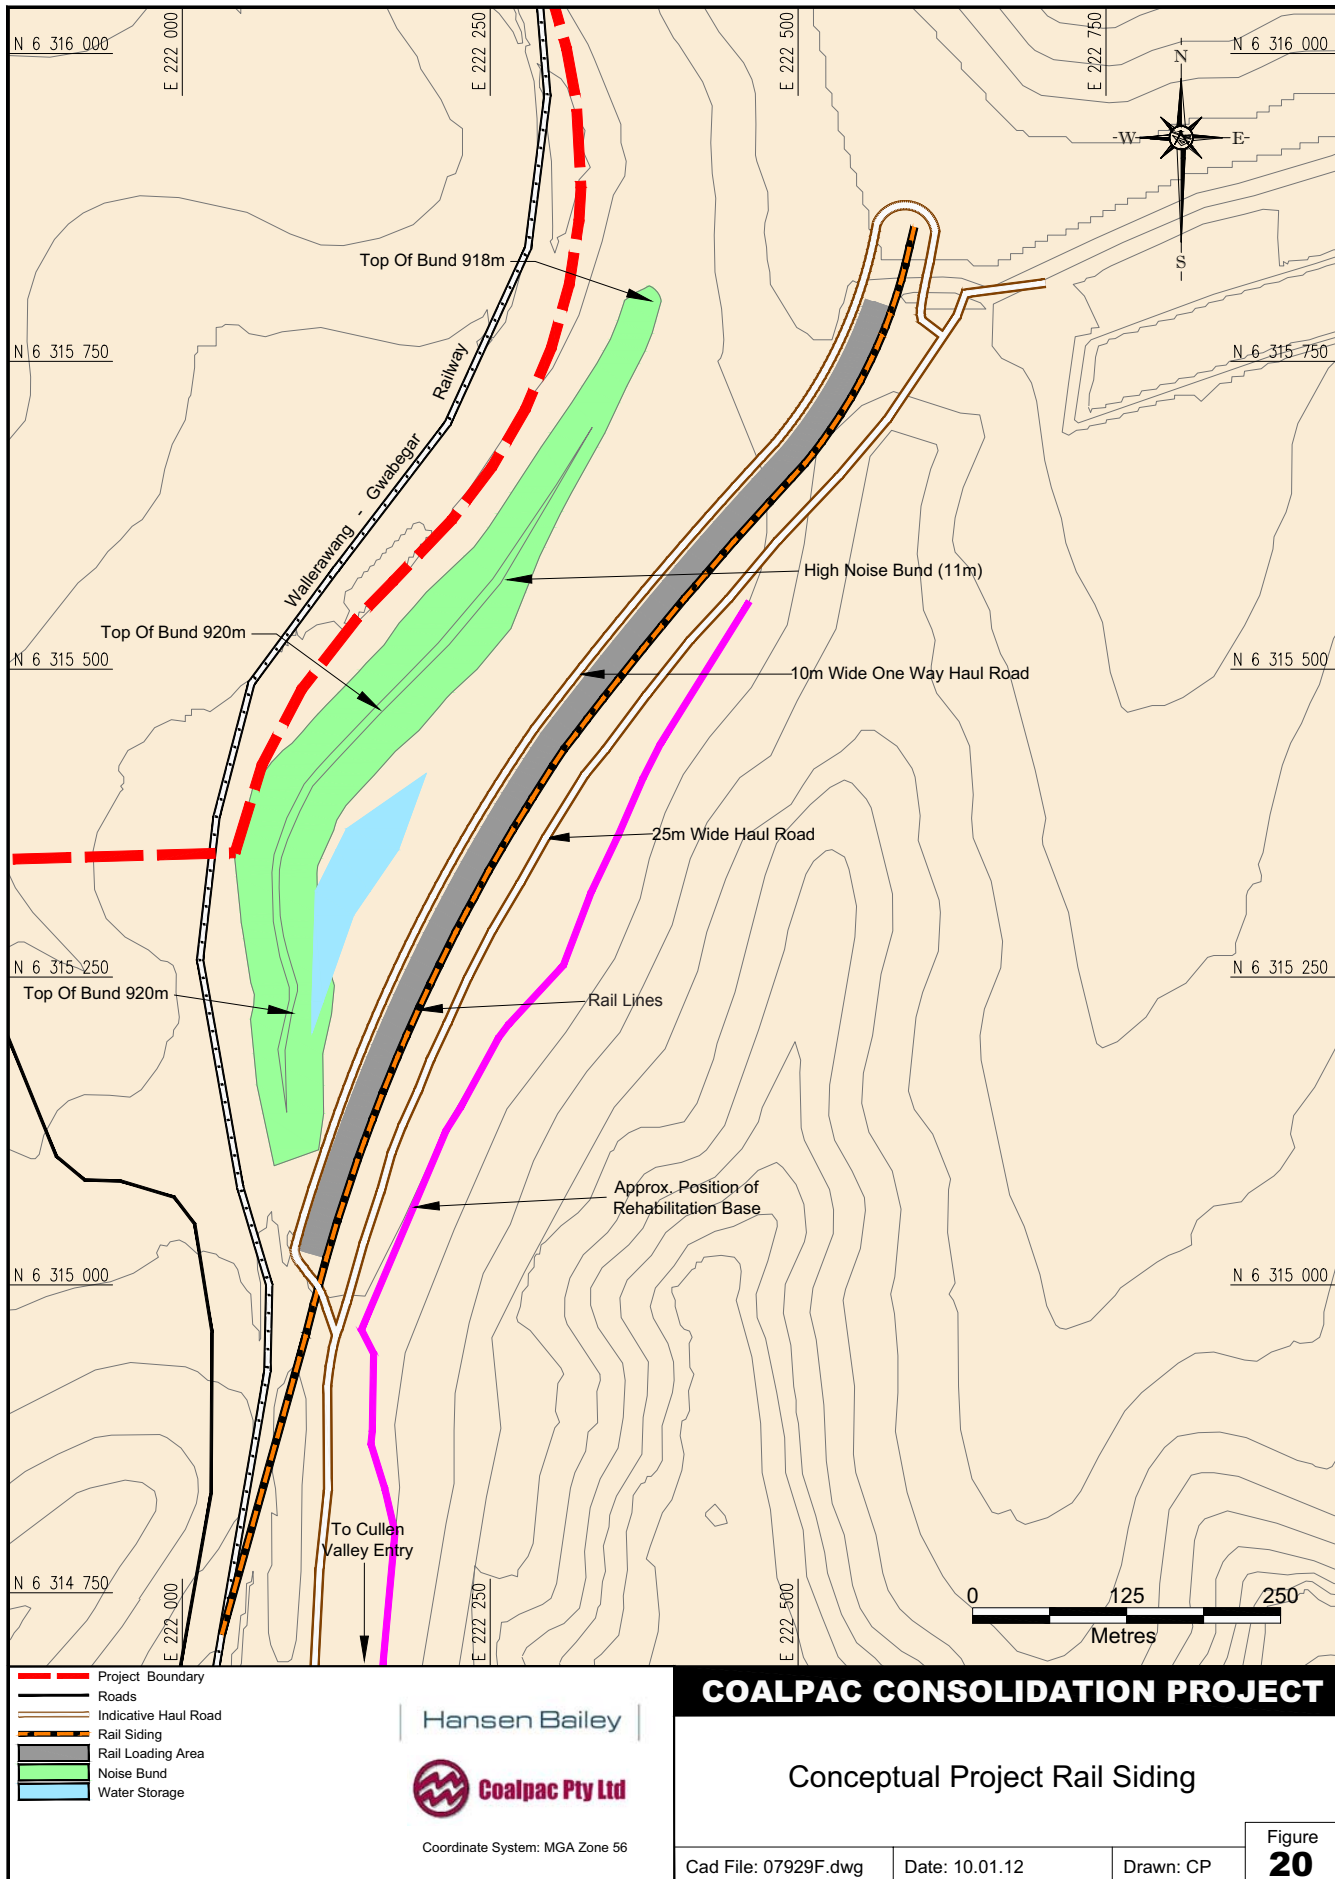 E 222 000
E 222 250
E 222 500
E 222 750
N 6 316 000
N 6 316 000
N
-W
E-
S
Top Of Bund 918m
N 6 315 750
N 6 315 750
Wallerawang - Gwabegar Railway
High Noise Bund (11m)
Top Of Bund 920m
N 6 315 500
N 6 315 500
10m Wide One Way Haul Road
25m Wide Haul Road
N 6 315 250
N 6 315 250
Top Of Bund 920m
Rail Lines
Approx. Position of
Rehabilitation Base
N 6 315 000
N 6 315 000
To Cullen
Valley Entry
N 6 314 750
E 222 000
E 222 250
E 222 500
0 125 250
Metres
Project Boundary
Roads
Indicative Haul Road
Rail Siding
Rail Loading Area
Noise Bund
Water Storage
Hansen Bailey
Coalpac Pty Ltd
Coordinate System: MGA Zone 56
COALPAC CONSOLIDATION PROJECT
Conceptual Project Rail Siding
Cad File: 07929F.dwg
Date: 10.01.12
Drawn: CP
Figure
20